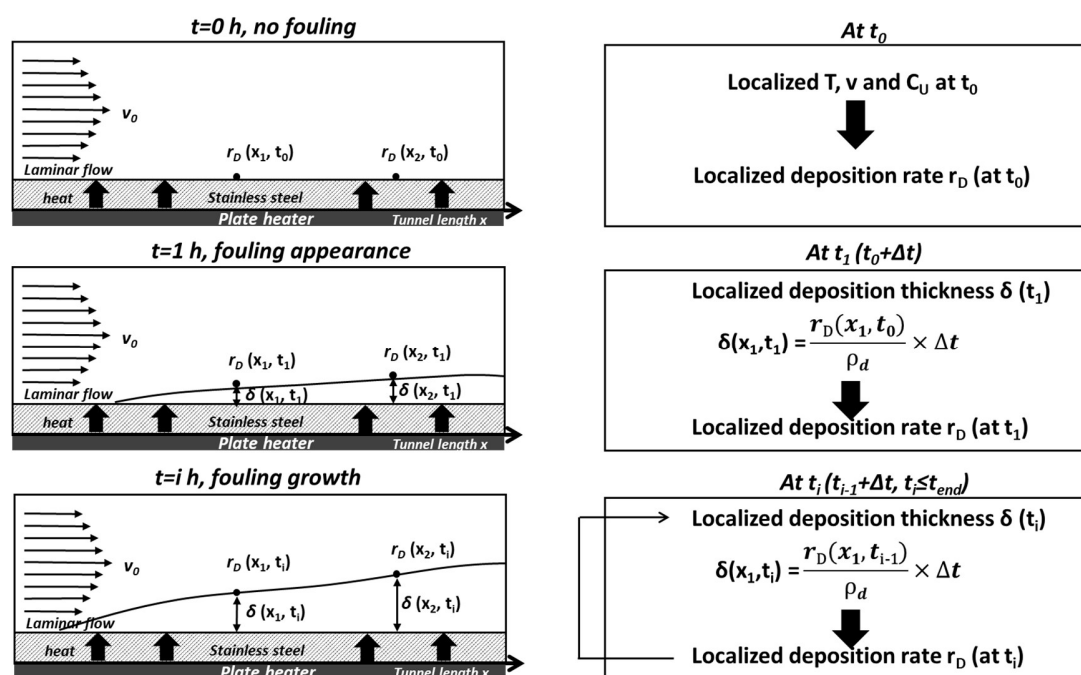 t=0 h, no fouling
v0
rD (x1, t0)
rD (x2, t0)
Laminar flow
heat
Stainless steel
Plate heater
Tunnel length x
At t0
Localized T, v and CU at t0
Localized deposition rate rD (at t0)
t=1 h, fouling appearance
v0
rD (x1, t1)
rD (x2, t1)
δ (x1, t1)
δ (x2, t1)
Laminar flow
heat
Stainless steel
Plate heater
Tunnel length x
At t1 (t0+Δt)
Localized deposition thickness δ (t1)
δ(x1,t1) = rD(x1, t0) / ρd × Δt
Localized deposition rate rD (at t1)
t=i h, fouling growth
v0
rD (x1, ti)
rD (x2, ti)
δ (x1, ti)
δ (x2, ti)
Laminar flow
heat
Stainless steel
Plate heater
Tunnel length x
At ti (ti-1+Δt, ti≤tend)
Localized deposition thickness δ (ti)
δ(x1,ti) = rD(x1, ti-1) / ρd × Δt
Localized deposition rate rD (at ti)